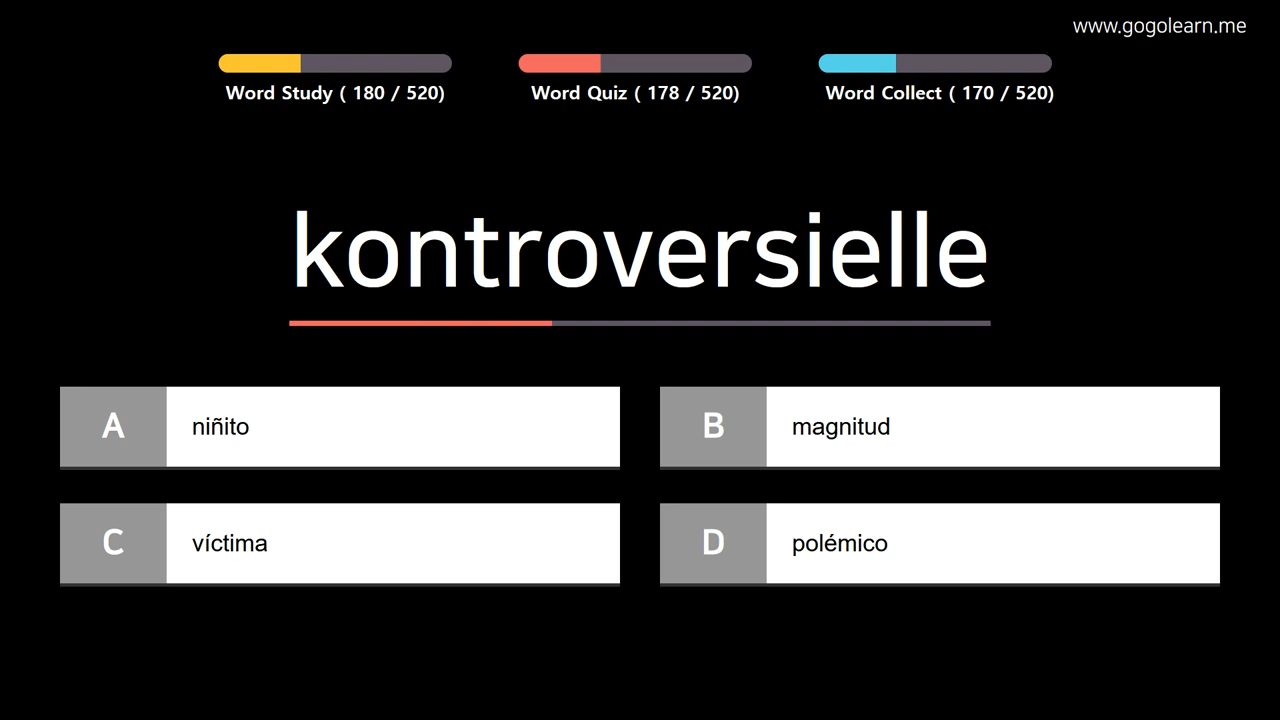 www.gogolearn.me
Word Study ( 180 / 520)
Word Quiz ( 178 / 520)
Word Collect ( 170 / 520)
kontroversielle
A niñito
B magnitud
C víctima
D polémico